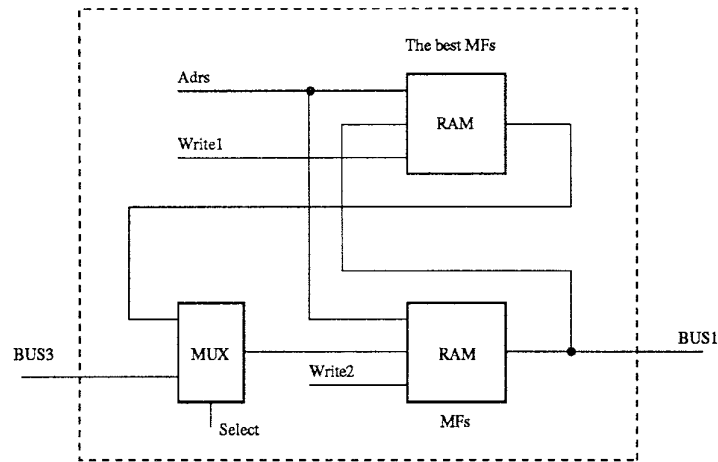 The best MFs
Adrs
RAM
Write1
BUS3
MUX
RAM
BUS1
Write2
Select
MFs